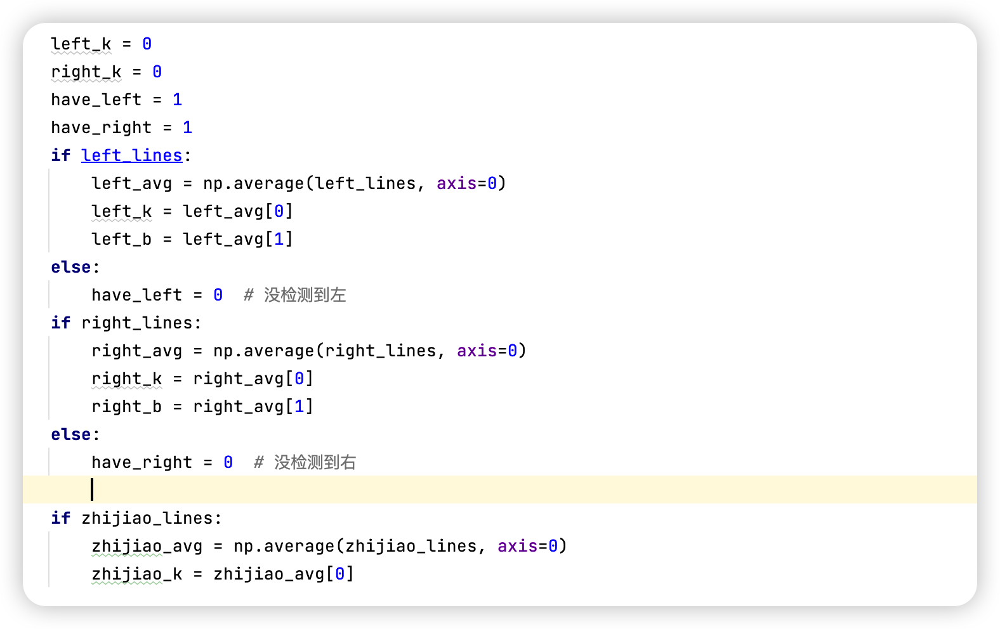 left_k = 0
right_k = 0
have_left = 1
have_right = 1
if left_lines:
    left_avg = np.average(left_lines, axis=0)
    left_k = left_avg[0]
    left_b = left_avg[1]
else:
    have_left = 0  # 没检测到左
if right_lines:
    right_avg = np.average(right_lines, axis=0)
    right_k = right_avg[0]
    right_b = right_avg[1]
else:
    have_right = 0  # 没检测到右
if zhijiao_lines:
    zhijiao_avg = np.average(zhijiao_lines, axis=0)
    zhijiao_k = zhijiao_avg[0]